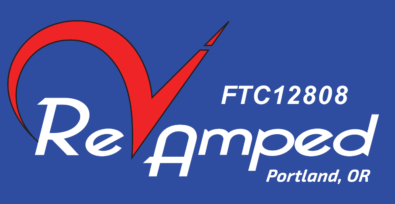 FTC12808
ReVAmped
Portland, OR